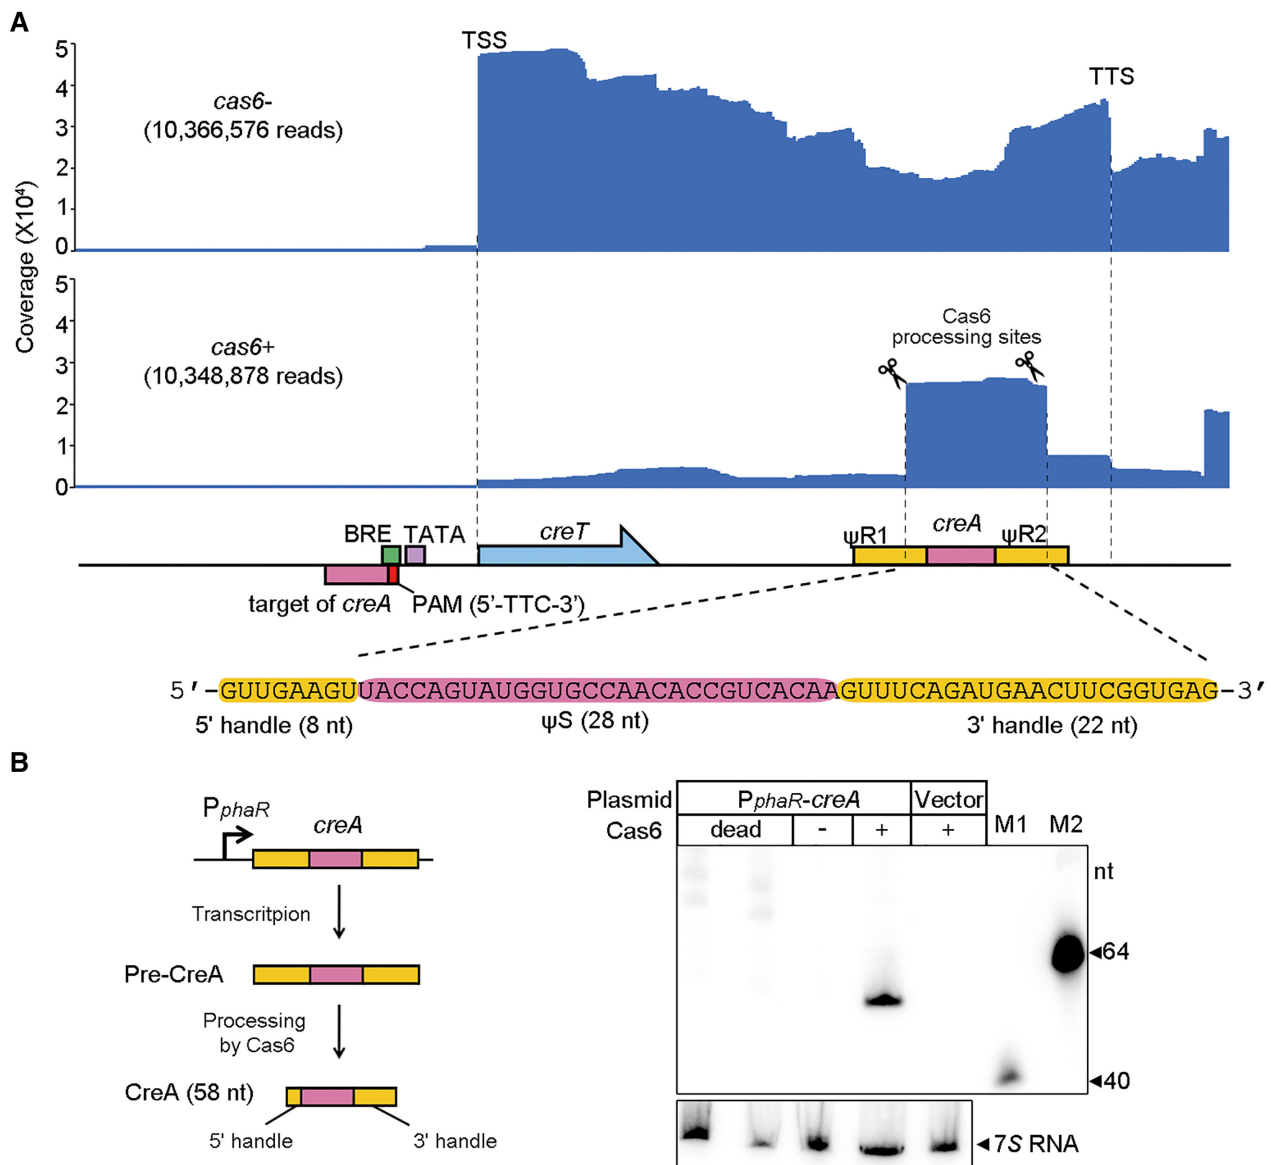 A
TSS
TTS
5
4
3
2
1
0
cas6-
(10,366,576 reads)
Coverage (X10⁴)
5
4
3
2
1
0
cas6+
(10,348,878 reads)
Cas6
processing sites
BRE TATA
creT
ψR1 creA ψR2
target of creA PAM (5'-TTC-3')
5'-GUUGAAGUUACCAGUAUGGUGCCAACACCGUCACAAGUUUCAGAUGAACUUCGGUGAG-3'
5' handle (8 nt) ψS (28 nt) 3' handle (22 nt)
B
PphaR
creA
Transcritpion
Pre-CreA
Processing
by Cas6
CreA (58 nt)
5' handle 3' handle
Plasmid PphaR-creA Vector
Cas6 dead - + + M1 M2
nt
64
40
7S RNA